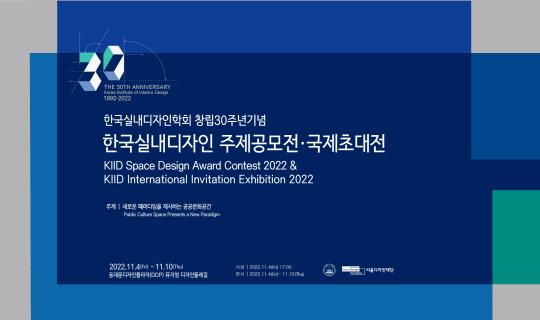 30
THE 30TH ANNIVERSARY
Korea Institute of Interior Design
1992-2022
한국실내디자인학회 창립30주년기념
한국실내디자인 주제공모전·국제초대전
KIID Space Design Award Contest 2022 &
KIID International Invitation Exhibition 2022
주제 | 새로운 패러다임을 제시하는 공공문화공간
Public Culture Space Presents a New Paradigm
2022.11.4(Fri) - 11.10(Thu)
동대문디자인플라자(DDP) 뮤지엄 디자인둘레길
| 2022.11.4(Fri) 17:00
전시 | 2022.11.4(Fri) - 11.10(Thu)
서울디자인재단